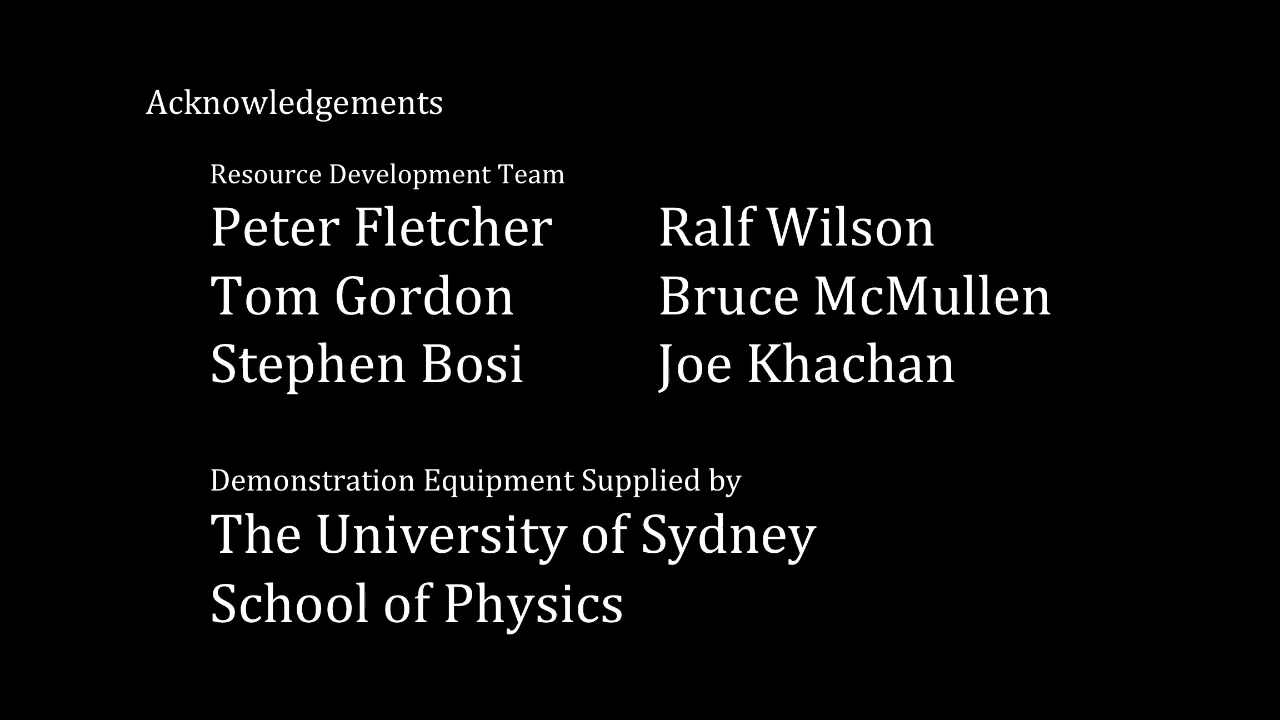 Acknowledgements
Resource Development Team
Peter Fletcher
Ralf Wilson
Tom Gordon
Bruce McMullen
Stephen Bosi
Joe Khachan
Demonstration Equipment Supplied by
The University of Sydney
School of Physics